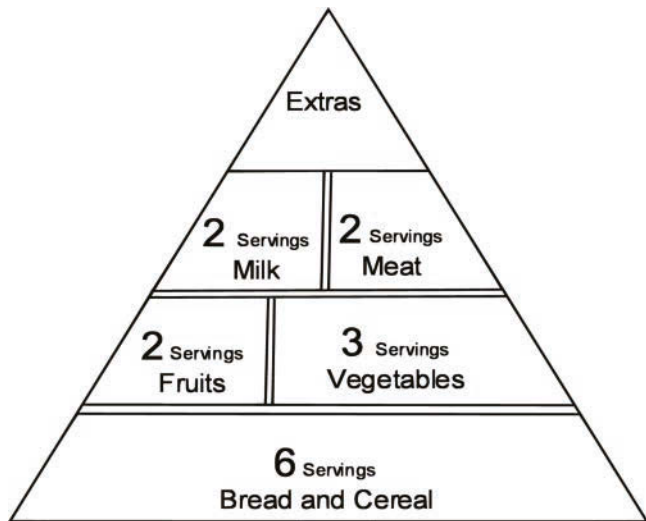 Extras
2 Servings
Milk
2 Servings
Meat
2 Servings
Fruits
3 Servings
Vegetables
6 Servings
Bread and Cereal